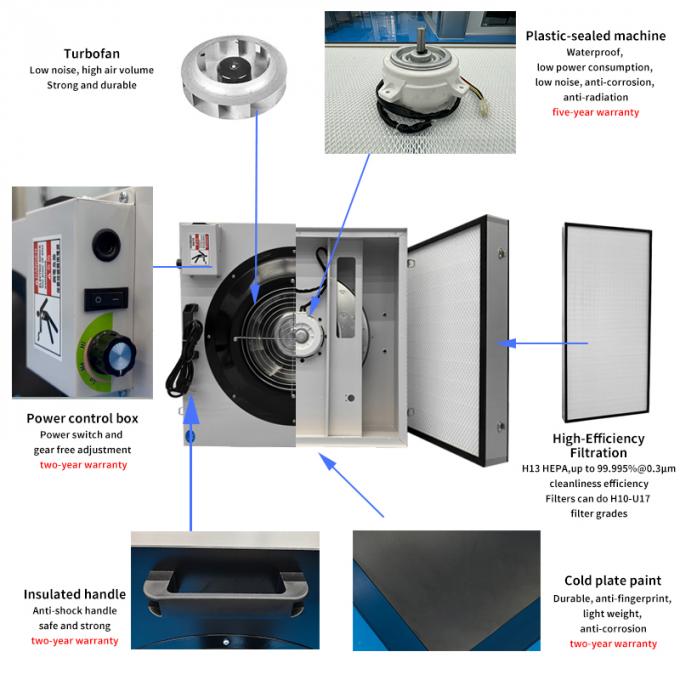 Turbofan
Low noise, high air volume
Strong and durable
Plastic-sealed machine
Waterproof,
low power consumption,
low noise, anti-corrosion,
anti-radiation
five-year warranty
Power control box
Power switch and
gear free adjustment
two-year warranty
High-Efficiency
Filtration
H13 HEPA,up to 99.995%@0.3μm
cleanliness efficiency
Filters can do H10-U17
filter grades
Insulated handle
Anti-shock handle
safe and strong
two-year warranty
Cold plate paint
Durable, anti-fingerprint,
light weight,
anti-corrosion
two-year warranty